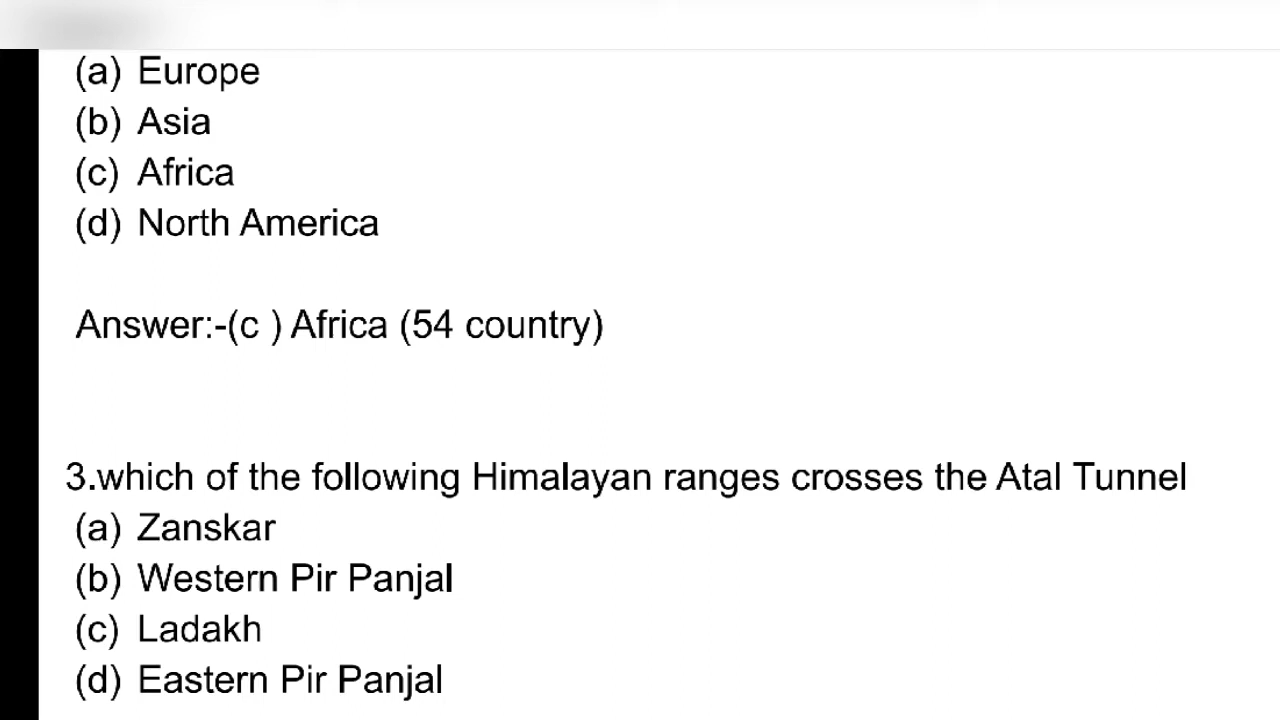 (a) Europe
(b) Asia
(c) Africa
(d) North America
Answer:-(c ) Africa (54 country)
3.which of the following Himalayan ranges crosses the Atal Tunnel
(a) Zanskar
(b) Western Pir Panjal
(c) Ladakh
(d) Eastern Pir Panjal